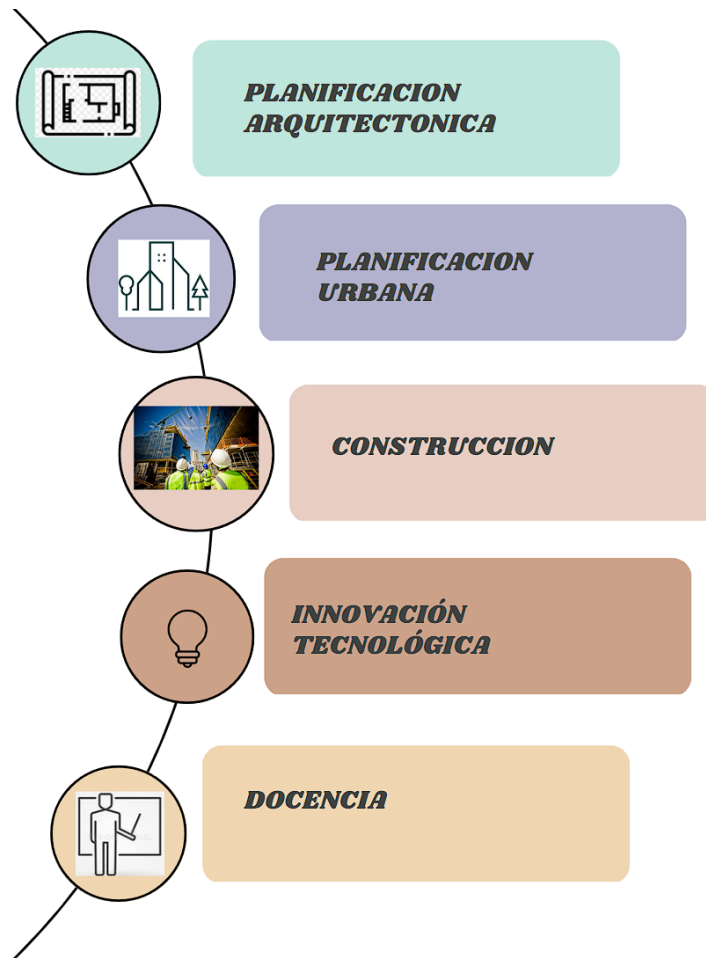 PLANIFICACION
ARQUITECTONICA
PLANIFICACION
URBANA
CONSTRUCCION
INNOVACIÓN
TECNOLÓGICA
DOCENCIA